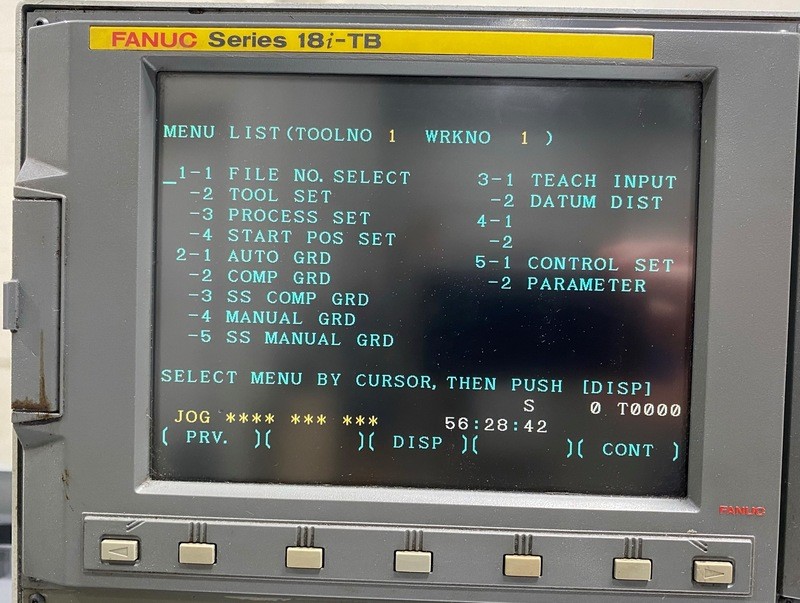 FANUC Series 18i-TB
MENU LIST(TOOLNO 1 WRKNO 1 )
1-1 FILE NO. SELECT
-2 TOOL SET
-3 PROCESS SET
-4 START POS SET
2-1 AUTO GRD
-2 COMP GRD
-3 SS COMP GRD
-4 MANUAL GRD
-5 SS MANUAL GRD
3-1 TEACH INPUT
-2 DATUM DIST
4-1
-2
5-1 CONTROL SET
-2 PARAMETER
SELECT MENU BY CURSOR, THEN PUSH [DISP]
S 0 T0000
JOG **** *** *** 56:28:42
( PRV. )( )( DISP )( )( CONT )
FANUC